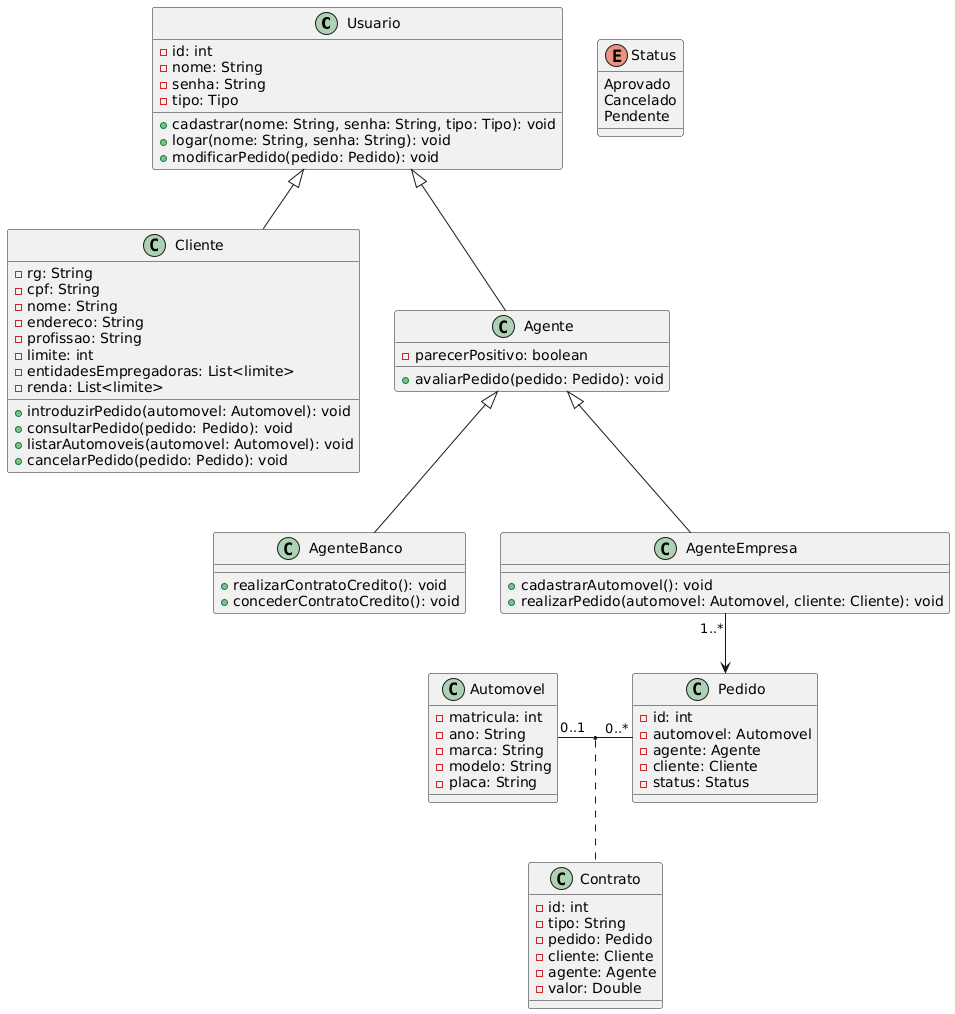 C Usuario
id: int
nome: String
senha: String
tipo: Tipo
cadastrar(nome: String, senha: String, tipo: Tipo): void
logar(nome: String, senha: String): void
modificarPedido(pedido: Pedido): void
E Status
Aprovado
Cancelado
Pendente
C Cliente
rg: String
cpf: String
nome: String
endereco: String
profissao: String
limite: int
entidadesEmpregadoras: List<limite>
renda: List<limite>
introduzirPedido(automovel: Automovel): void
consultarPedido(pedido: Pedido): void
listarAutomoveis(automovel: Automovel): void
cancelarPedido(pedido: Pedido): void
C Agente
parecerPositivo: boolean
avaliarPedido(pedido: Pedido): void
C AgenteBanco
realizarContratoCredito(): void
concederContratoCredito(): void
C AgenteEmpresa
cadastrarAutomovel(): void
realizarPedido(automovel: Automovel, cliente: Cliente): void
1..*
C Automovel
matricula: int
ano: String
marca: String
modelo: String
placa: String
0..1
0..*
C Pedido
id: int
automovel: Automovel
agente: Agente
cliente: Cliente
status: Status
C Contrato
id: int
tipo: String
pedido: Pedido
cliente: Cliente
agente: Agente
valor: Double